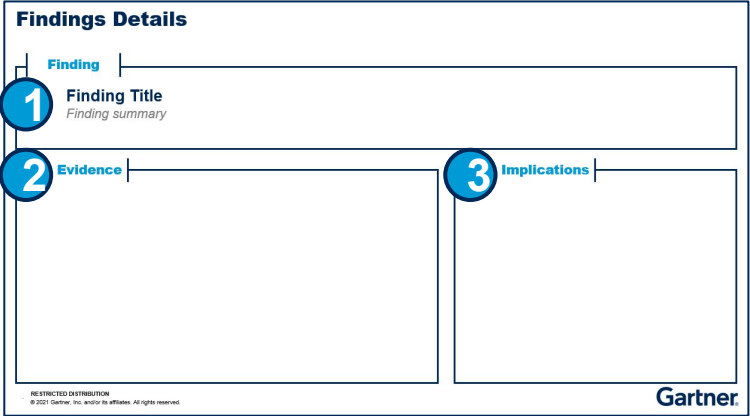 Findings Details
Finding
1
Finding Title
Finding summary
2
Evidence
3
Implications
RESTRICTED DISTRIBUTION
© 2021 Gartner, Inc. and/or its affiliates. All rights reserved.
Gartner.